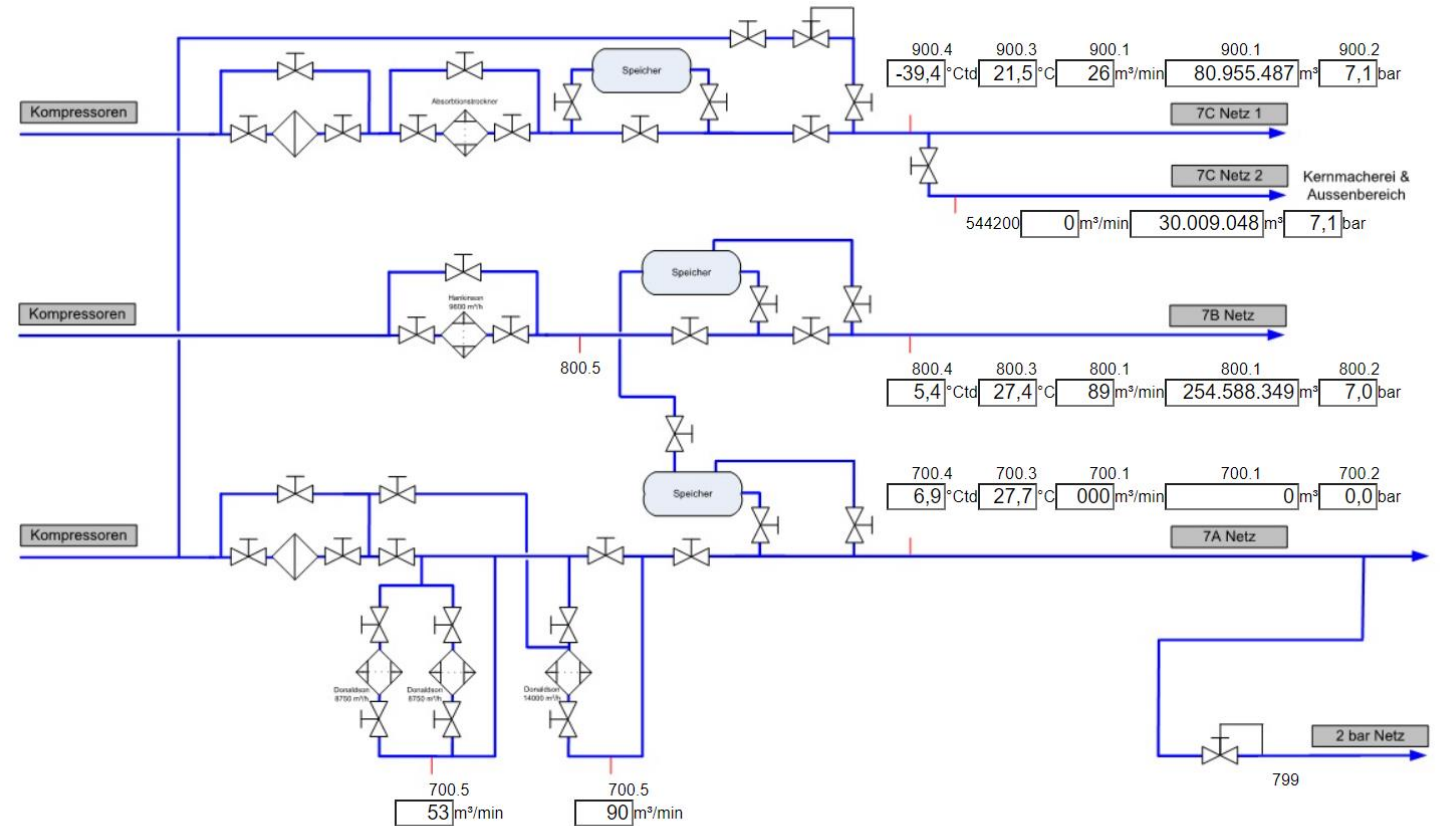 Speicher
900.4 900.3 900.1 900.1 900.2
-39,4 °Ctd 21,5 °C 26 m³/min 80.955.487 m³ 7,1 bar
Kompressoren
Absorbtionstrockner
7C Netz 1
7C Netz 2
Kernmacherei &
Aussenbereich
544200 0 m³/min 30.009.048 m³ 7,1 bar
Speicher
Kompressoren
Hankinson
9800 m³/h
7B Netz
800.5
800.4 800.3 800.1 800.1 800.2
5,4 °Ctd 27,4 °C 89 m³/min 254.588.349 m³ 7,0 bar
Speicher
700.4 700.3 700.1 700.1 700.2
6,9 °Ctd 27,7 °C 000 m³/min 0 m³ 0,0 bar
Kompressoren
7A Netz
Donaldson
8750 m³/h
Donaldson
Donaldson
14000 m³/h
2 bar Netz
799
700.5
53 m³/min
700.5
90 m³/min